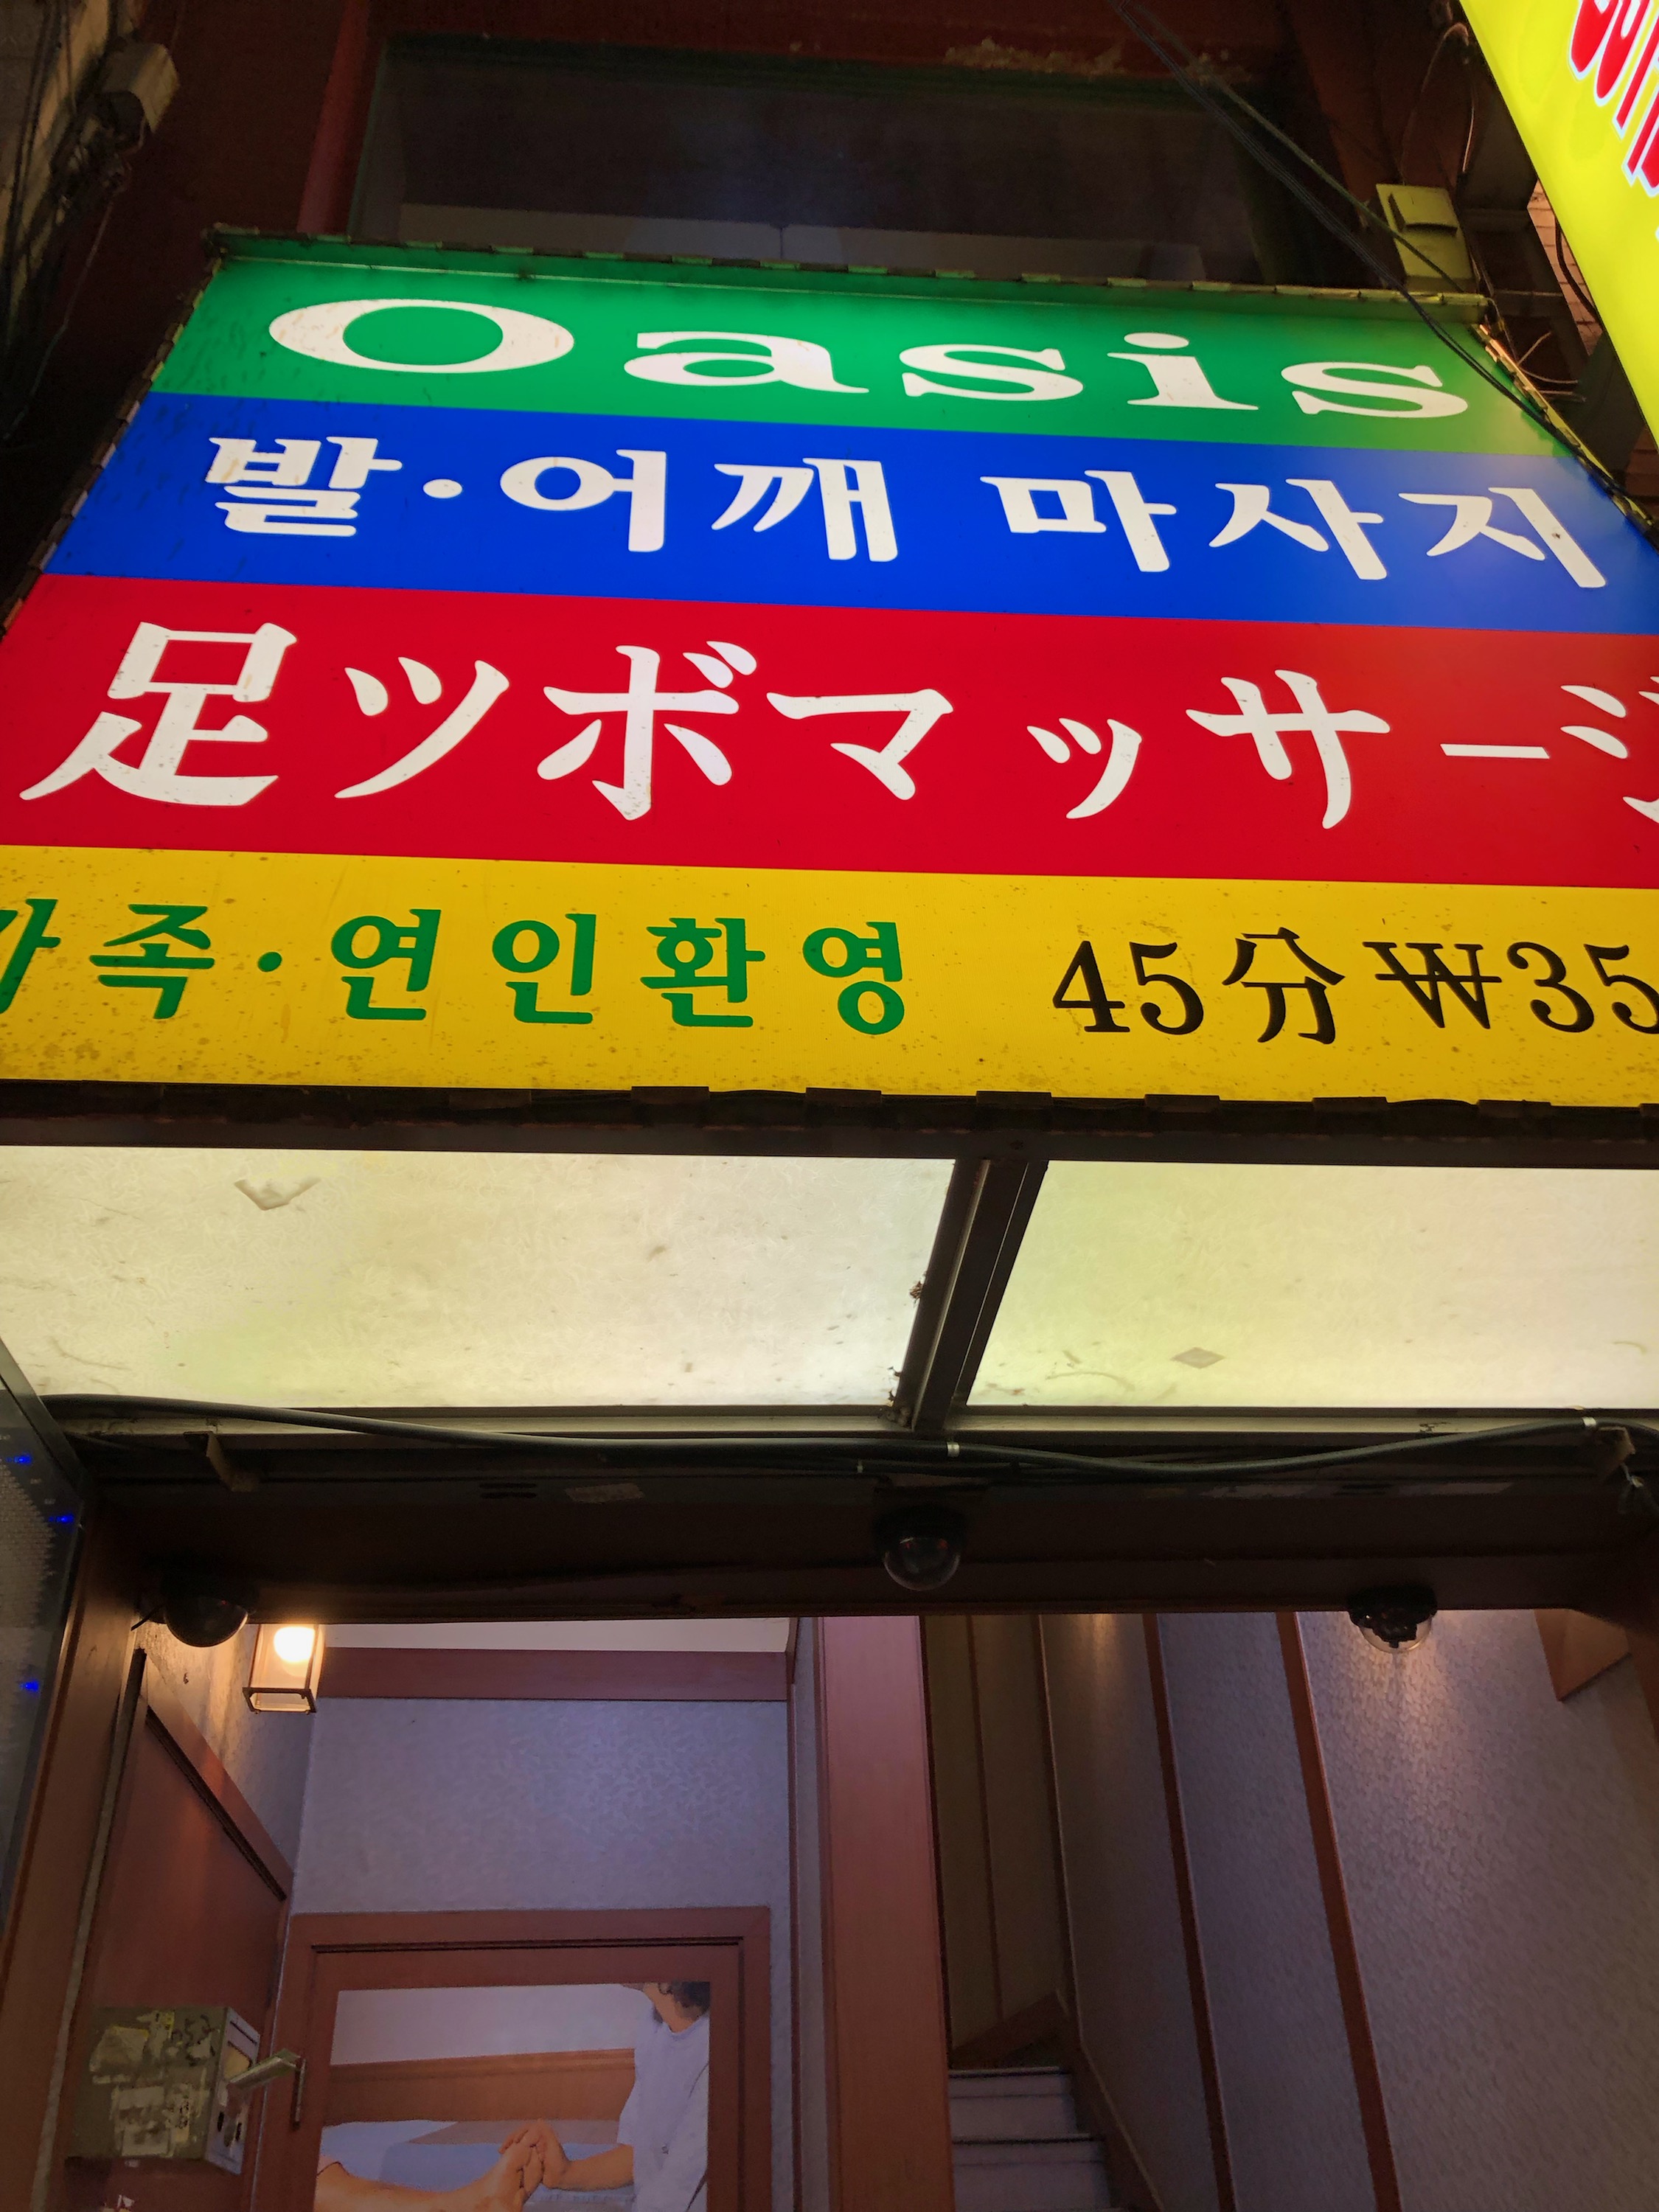 Oasis
발·어깨 마사지
足ツボマッサージ
가족·연인환영 45分 ₩35